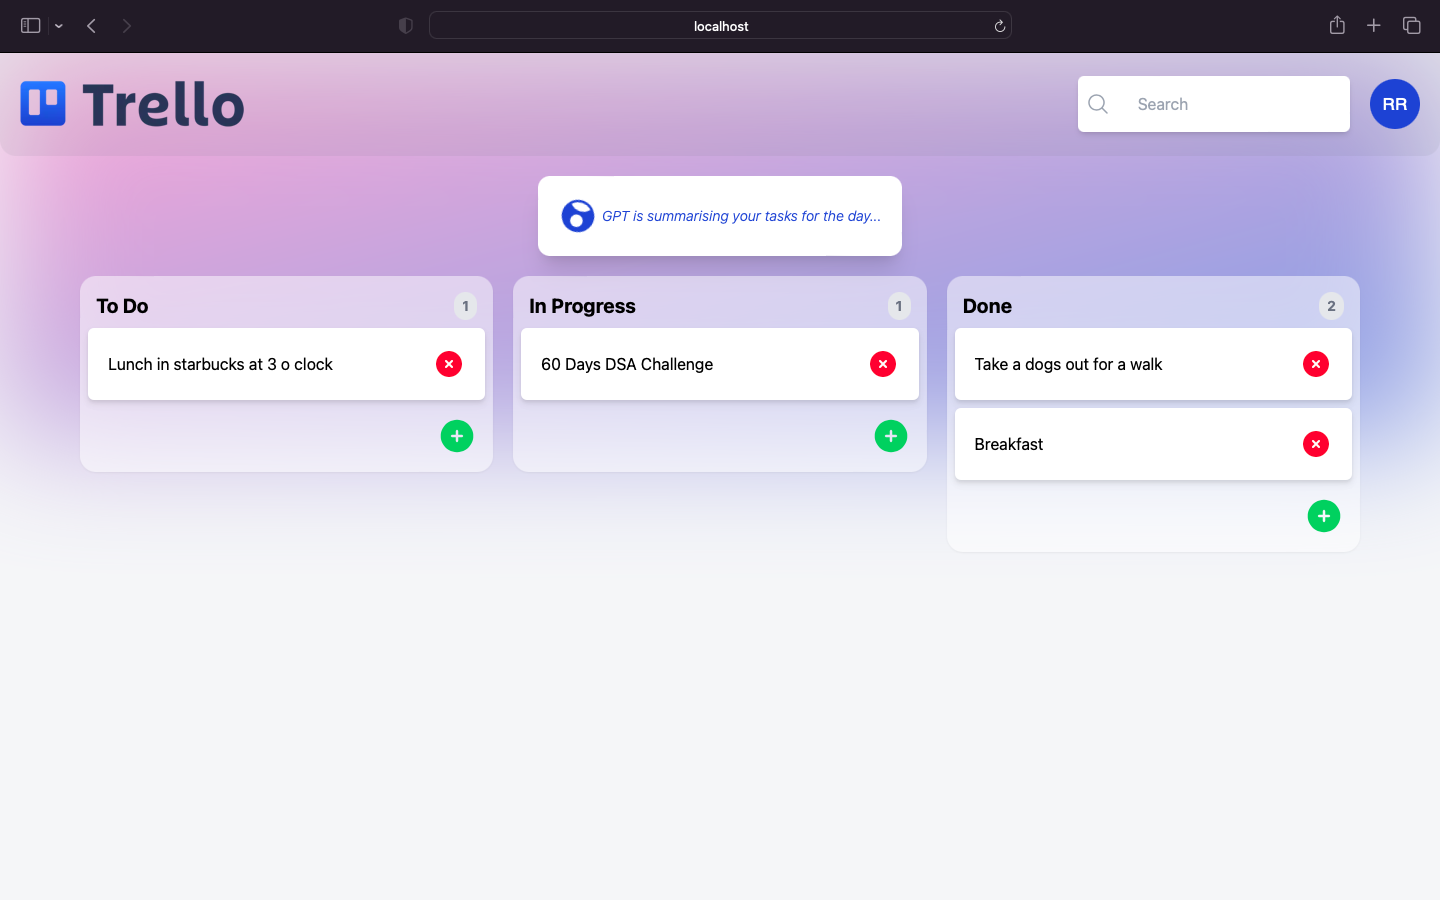 localhost
Trello
Search
RR
GPT is summarising your tasks for the day...
To Do
1
Lunch in starbucks at 3 o clock
In Progress
1
60 Days DSA Challenge
Done
2
Take a dogs out for a walk
Breakfast